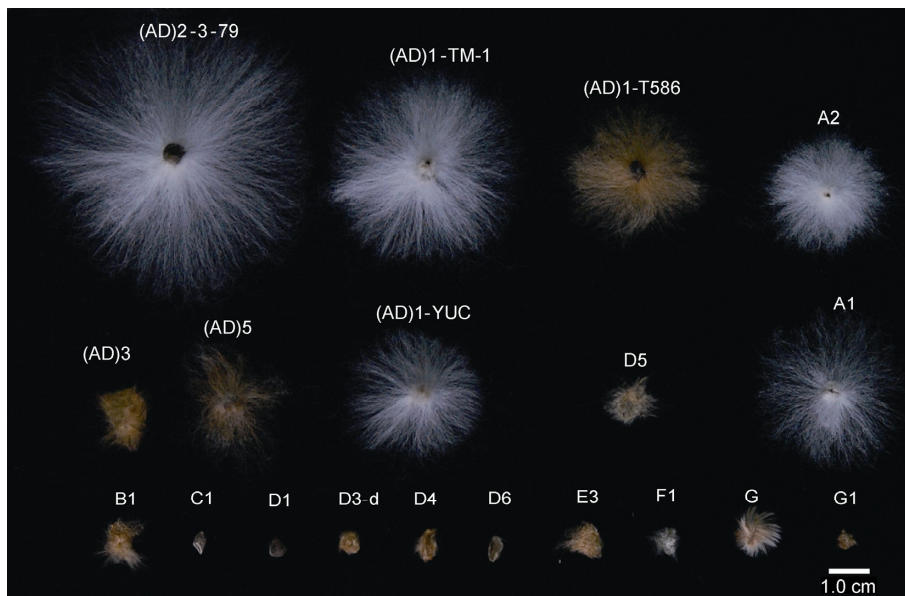 (AD)2-3-79
(AD)1-TM-1
(AD)1-T586
A2
(AD)3
(AD)5
(AD)1-YUC
D5
A1
B1
C1
D1
D3-d
D4
D6
E3
F1
G
G1
1.0 cm